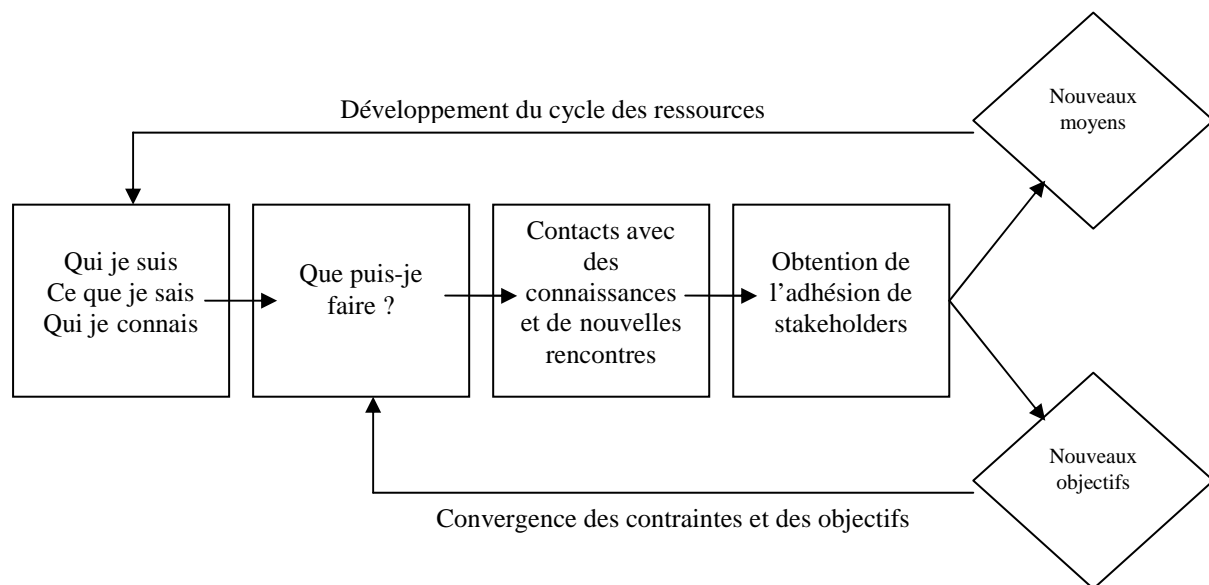 Nouveaux
moyens
Développement du cycle des ressources
Qui je suis
Ce que je sais
Qui je connais
Que puis-je
faire ?
Contacts avec
des
connaissances
et de nouvelles
rencontres
Obtention de
l’adhésion de
stakeholders
Nouveaux
objectifs
Convergence des contraintes et des objectifs